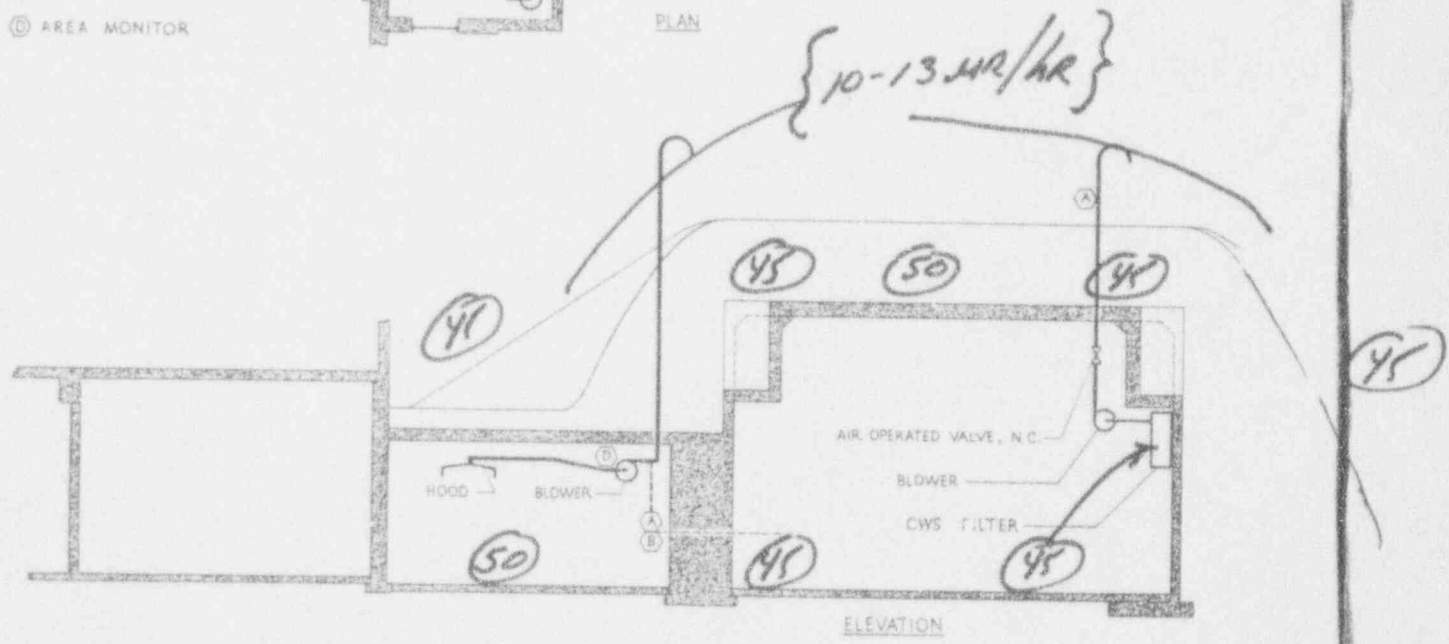 Ⓓ AREA MONITOR
PLAN
{10-13 MR/HR}
A
45
50
45
45
45
AIR OPERATED VALVE, N.C.
D
HOOD
BLOWER
BLOWER
A
B
CWS FILTER
50
45
45
ELEVATION